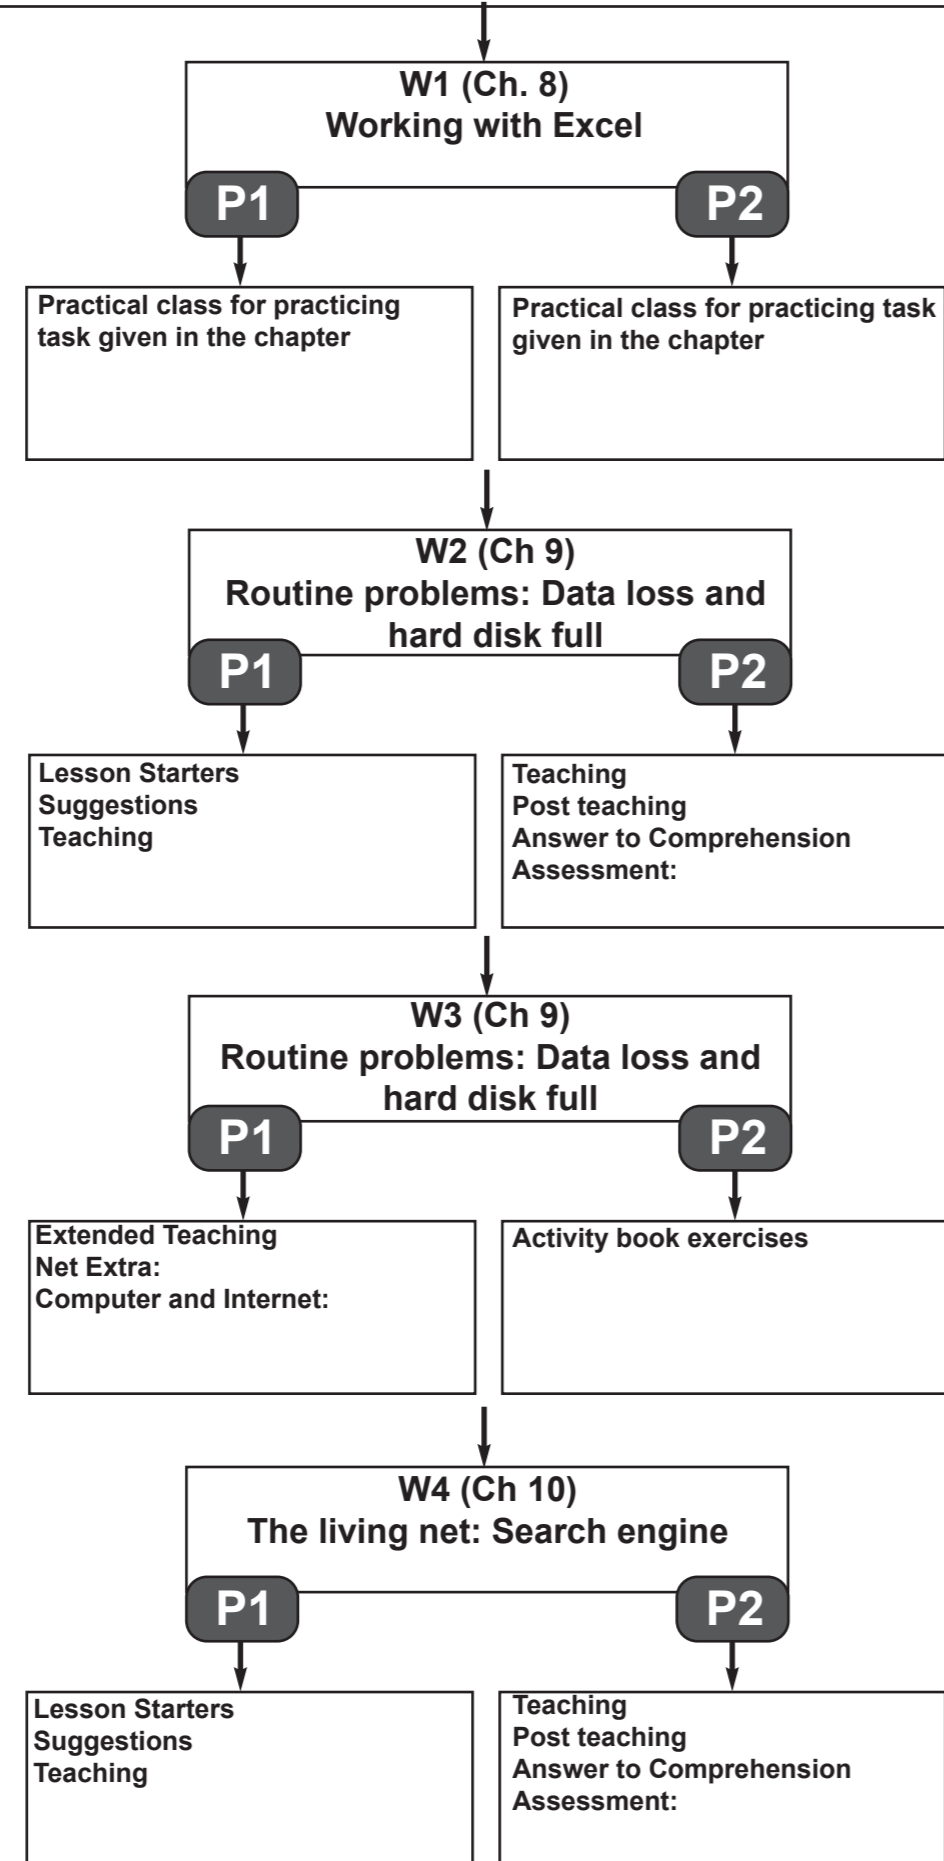 W1 (Ch. 8)
Working with Excel
P1
P2
Practical class for practicing
task given in the chapter
Practical class for practicing task
given in the chapter
W2 (Ch 9)
Routine problems: Data loss and
hard disk full
P1
P2
Lesson Starters
Suggestions
Teaching
Teaching
Post teaching
Answer to Comprehension
Assessment:
W3 (Ch 9)
Routine problems: Data loss and
hard disk full
P1
P2
Extended Teaching
Net Extra:
Computer and Internet:
Activity book exercises
W4 (Ch 10)
The living net: Search engine
P1
P2
Lesson Starters
Suggestions
Teaching
Teaching
Post teaching
Answer to Comprehension
Assessment: